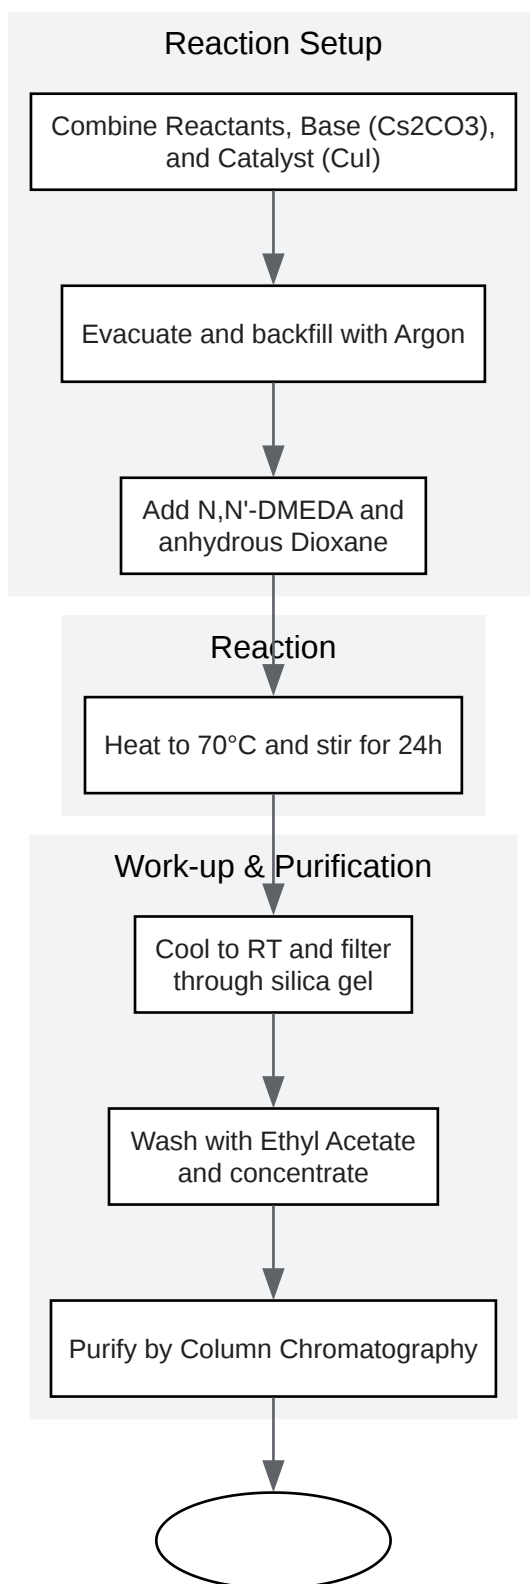 Reaction Setup
Combine Reactants, Base (Cs2CO3),
and Catalyst (CuI)
Evacuate and backfill with Argon
Add N,N'-DMEDA and
anhydrous Dioxane
Reaction
Heat to 70°C and stir for 24h
Work-up & Purification
Cool to RT and filter
through silica gel
Wash with Ethyl Acetate
and concentrate
Purify by Column Chromatography